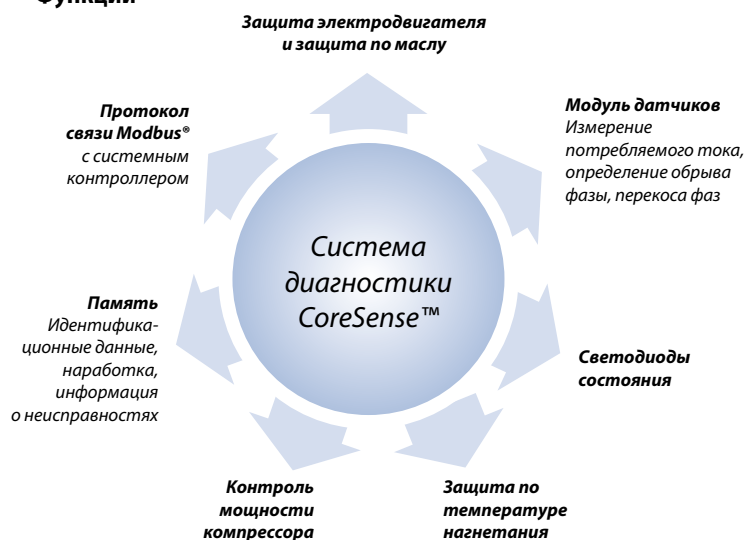 Функции
Защита электродвигателя
и защита по маслу
Модуль датчиков
Измерение
потребляемого тока,
определение обрыва
фазы, перекоса фаз
Светодиоды
состояния
Защита по
температуре
нагнетания
Контроль
мощности
компрессора
Память
Идентифика-
ционные данные,
наработка,
информация
о неисправностях
Протокол
связи Modbus®
с системным
контроллером
Система
диагностики
CoreSense™